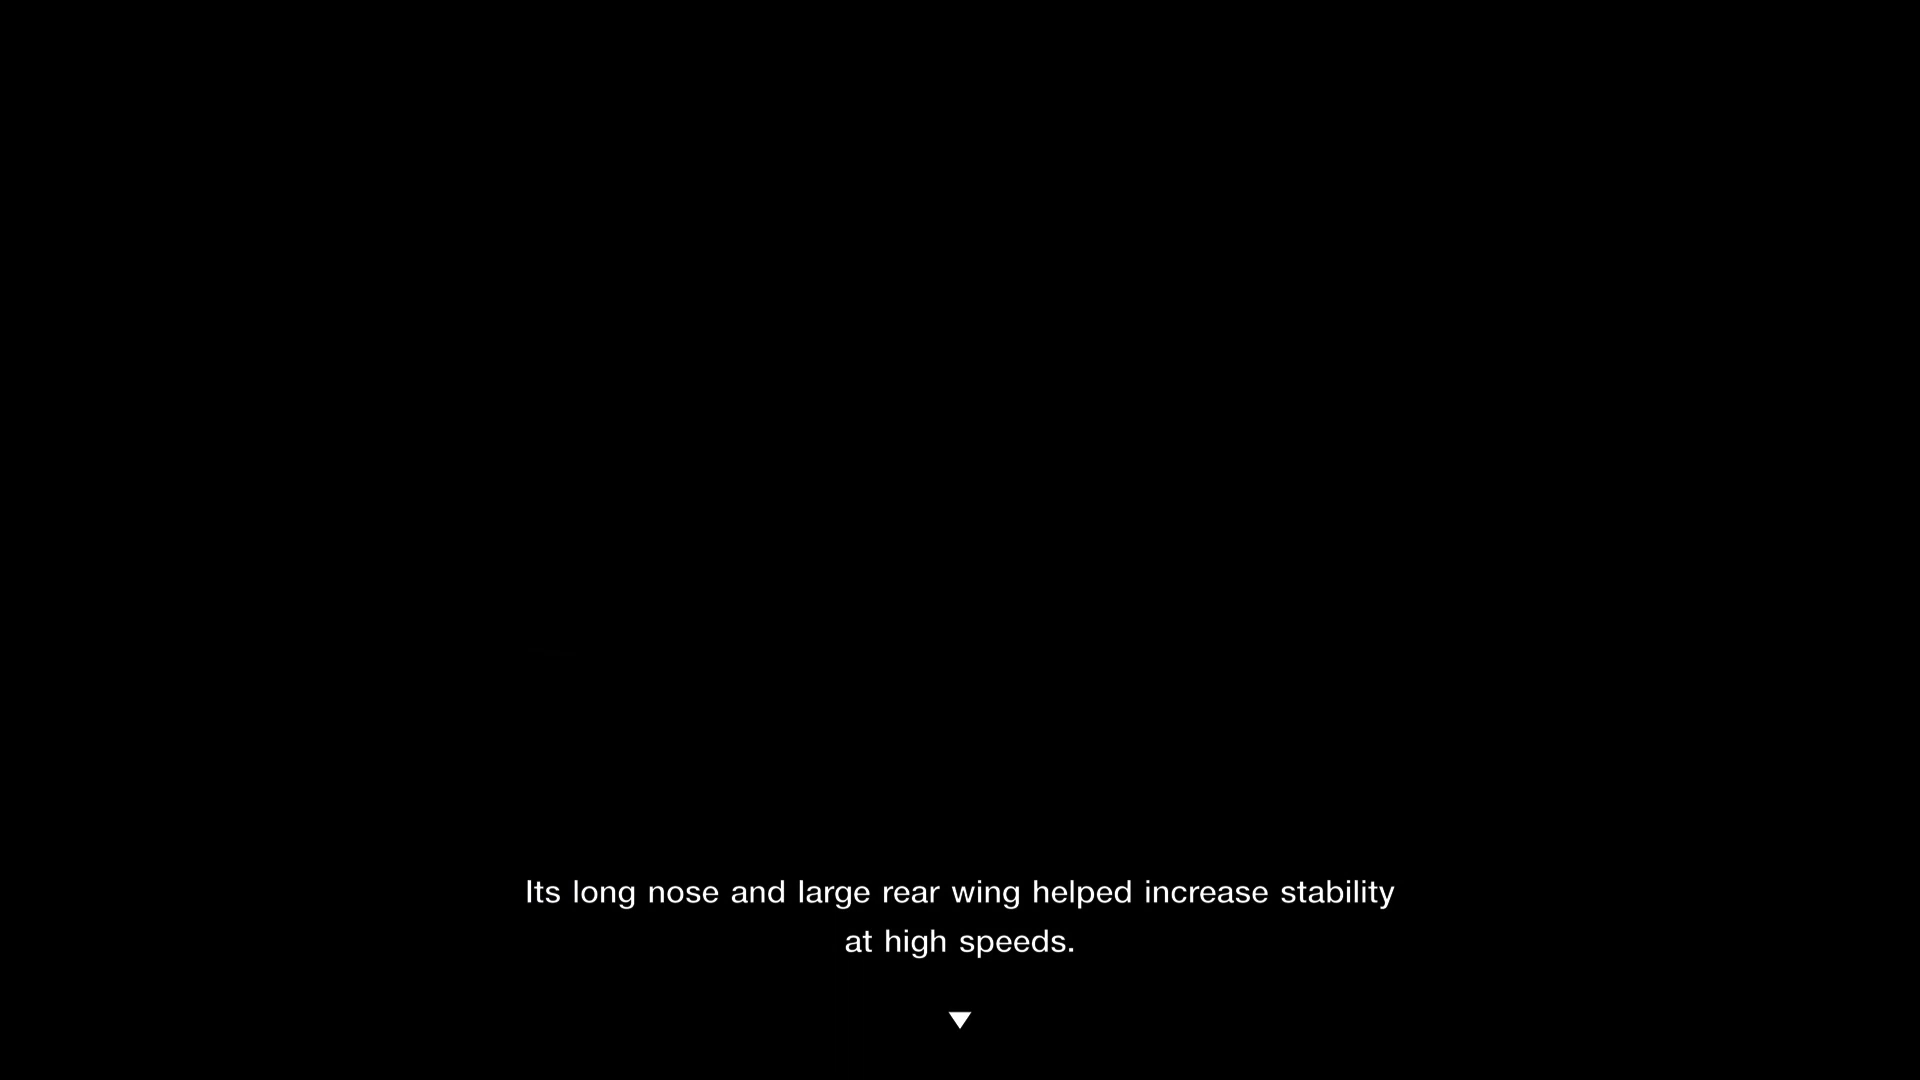 Its long nose and large rear wing helped increase stability
at high speeds.